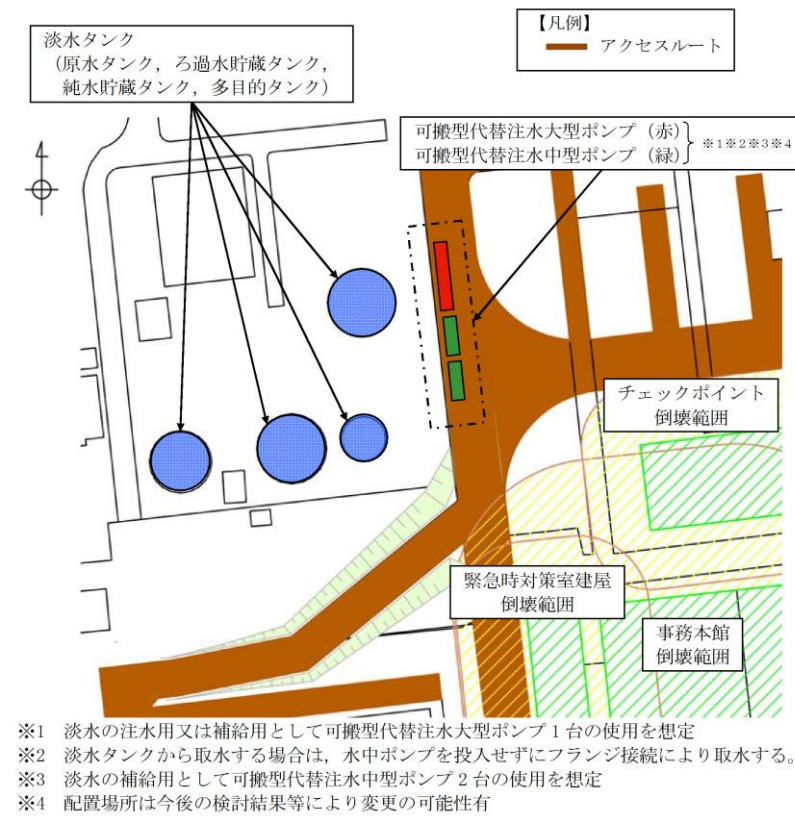 淡水タンク
(原水タンク,ろ過水貯蔵タンク,
純水貯蔵タンク,多目的タンク)
【凡例】
アクセスルート
可搬型代替注水大型ポンプ(赤)
可搬型代替注水中型ポンプ(緑)
※1※2※3※4
チェックポイント
倒壊範囲
緊急時対策室建屋
倒壊範囲
事務本館
倒壊範囲
※1 淡水の注水用又は補給用として可搬型代替注水大型ポンプ1台の使用を想定
※2 淡水タンクから取水する場合は,水中ポンプを投入せずにフランジ接続により取水する。
※3 淡水の補給用として可搬型代替注水中型ポンプ2台の使用を想定
※4 配置場所は今後の検討結果等により変更の可能性有